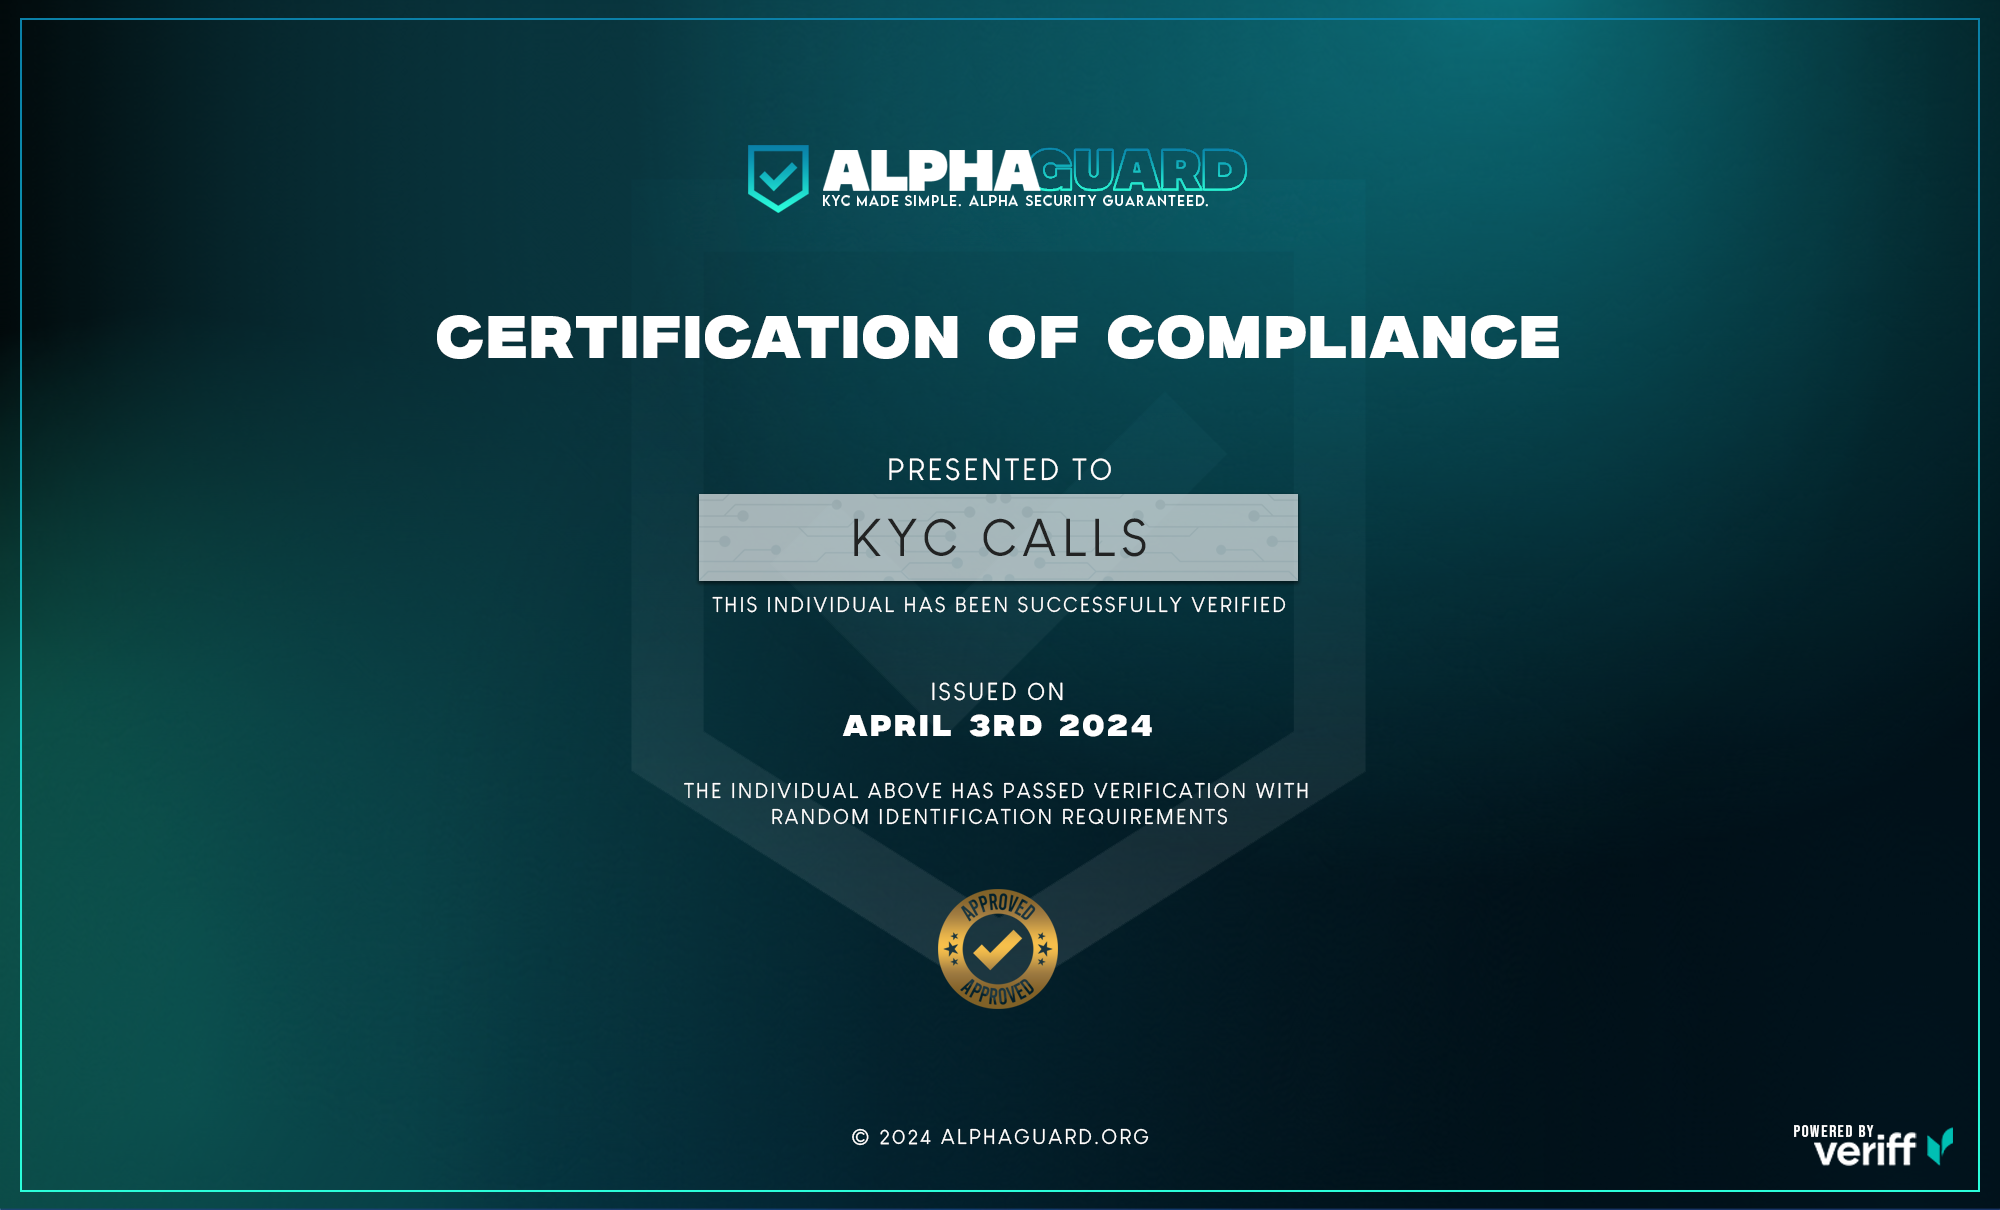 ALPHAGUARD
KYC MADE SIMPLE. ALPHA SECURITY GUARANTEED.
CERTIFICATION OF COMPLIANCE
PRESENTED TO
KYC CALLS
THIS INDIVIDUAL HAS BEEN SUCCESSFULLY VERIFIED
ISSUED ON
APRIL 3RD 2024
THE INDIVIDUAL ABOVE HAS PASSED VERIFICATION WITH
RANDOM IDENTIFICATION REQUIREMENTS
APPROVED
APPROVED
© 2024 ALPHAGUARD.ORG
POWERED BY
veriff